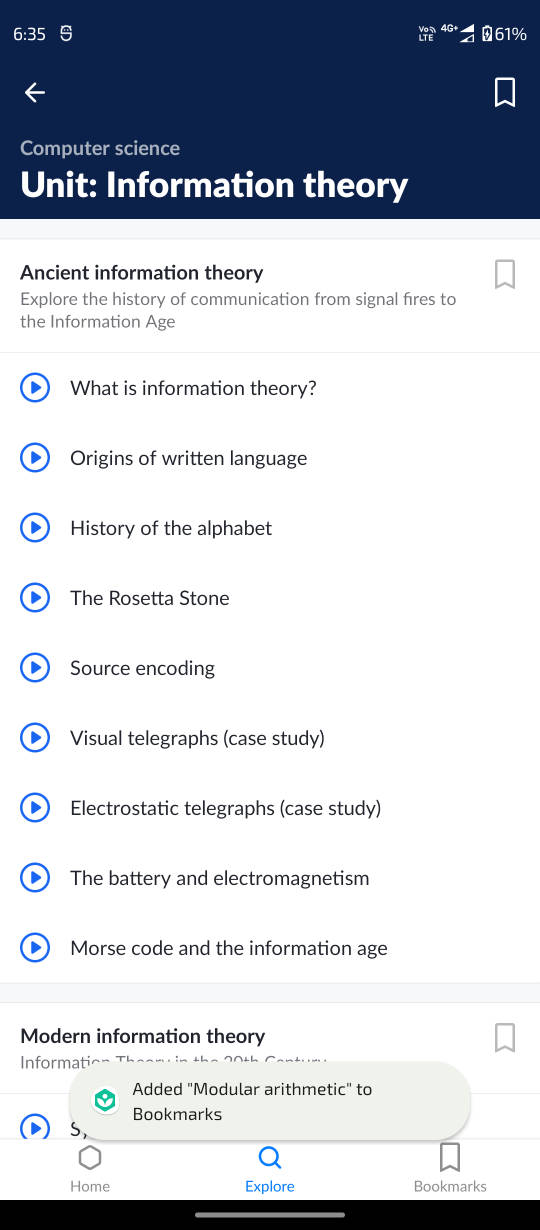 6:35
Vo LTE 4G+ 61%
Computer science
Unit: Information theory
Ancient information theory
Explore the history of communication from signal fires to
the Information Age
What is information theory?
Origins of written language
History of the alphabet
The Rosetta Stone
Source encoding
Visual telegraphs (case study)
Electrostatic telegraphs (case study)
The battery and electromagnetism
Morse code and the information age
Modern information theory
Information Theory in the 20th Century
Added "Modular arithmetic" to
Bookmarks
Home
Explore
Bookmarks